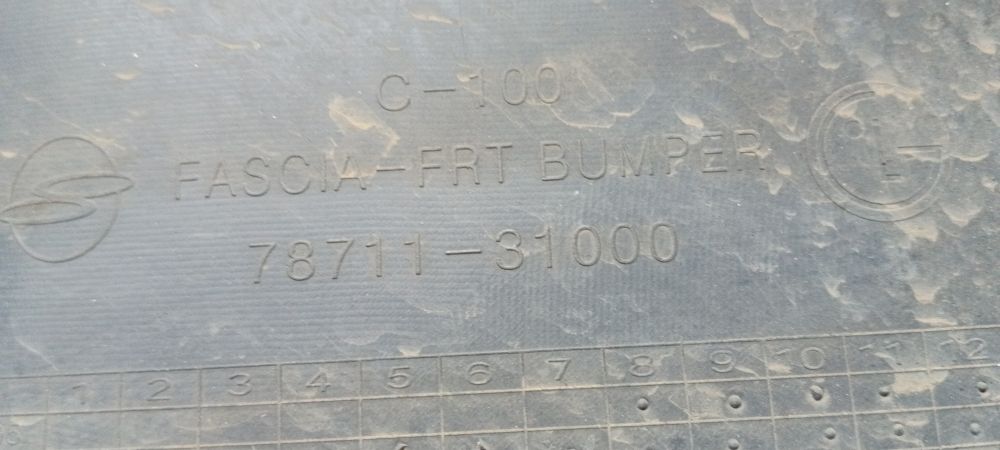 C-100
FASCIA-FRT BUMPER
78711-31000
1 2 3 4 5 6 7 8 9 10 11 12